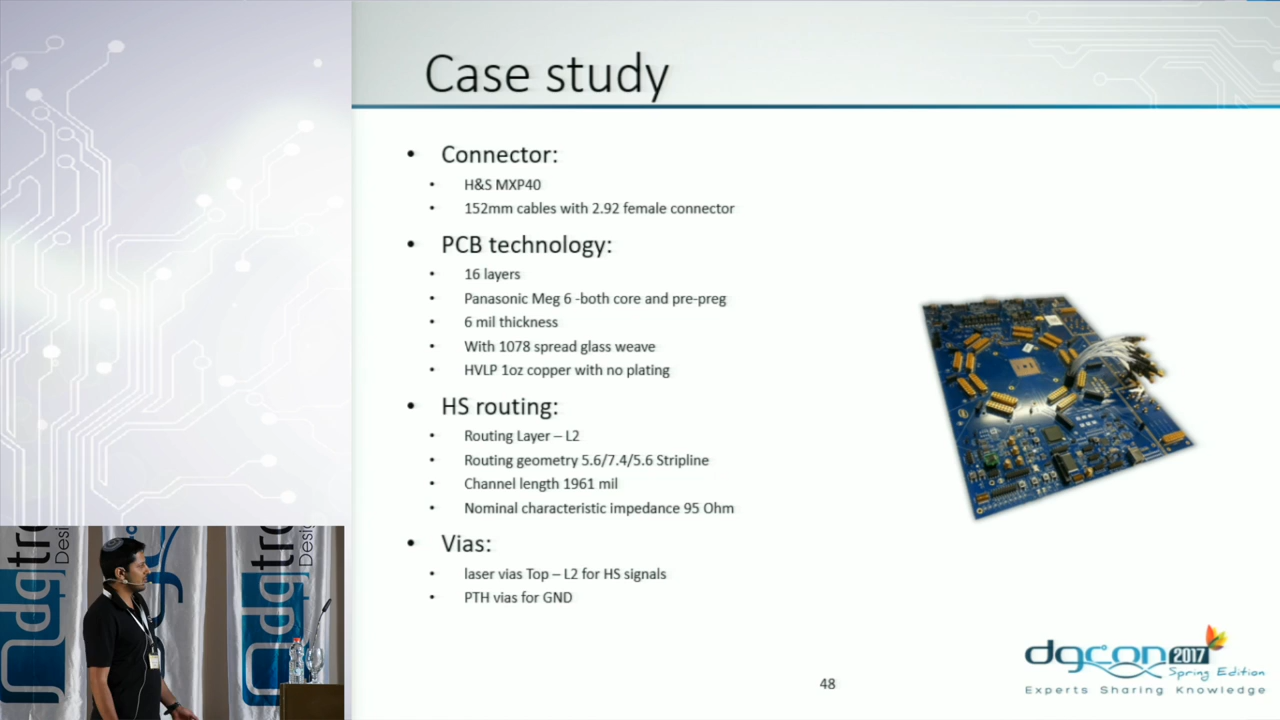 Case study
• Connector:
• H&S MXP40
• 152mm cables with 2.92 female connector
• PCB technology:
• 16 layers
• Panasonic Meg 6 -both core and pre-preg
• 6 mil thickness
• With 1078 spread glass weave
• HVLP 1oz copper with no plating
• HS routing:
• Routing Layer – L2
• Routing geometry 5.6/7.4/5.6 Stripline
• Channel length 1961 mil
• Nominal characteristic impedance 95 Ohm
• Vias:
• laser vias Top – L2 for HS signals
• PTH vias for GND
48
dgcon 2017
Spring Edition
Experts Sharing Knowledge